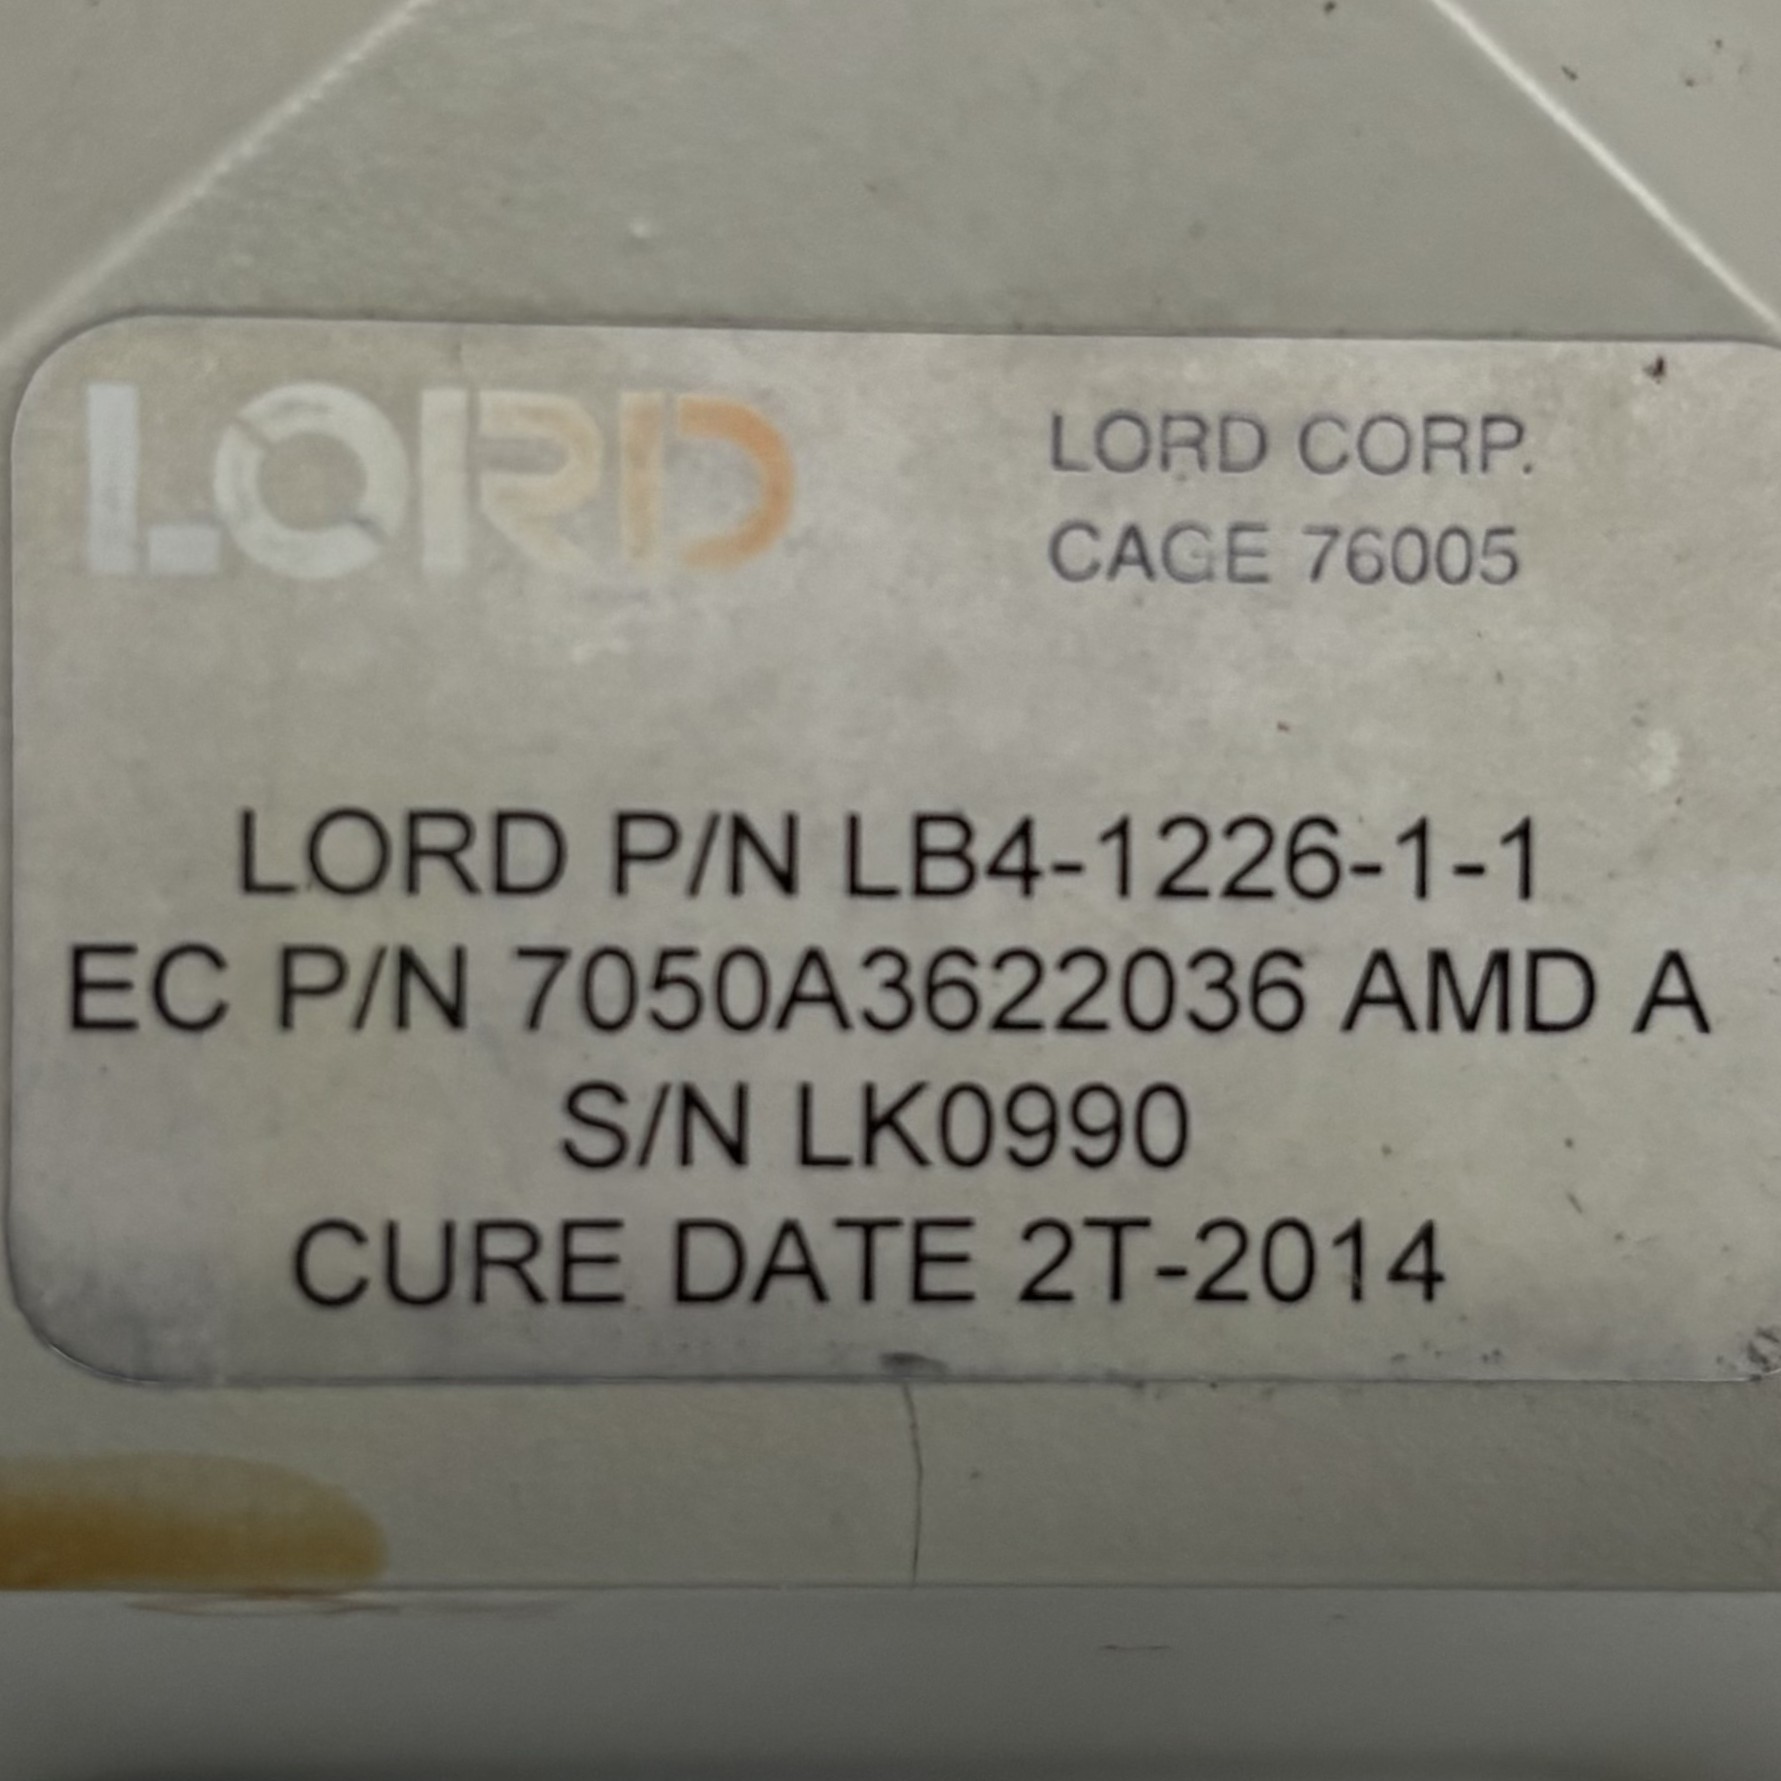 LORD
LORD CORP.
CAGE 76005
LORD P/N LB4-1226-1-1
EC P/N 7050A3622036 AMD A
S/N LK0990
CURE DATE 2T-2014